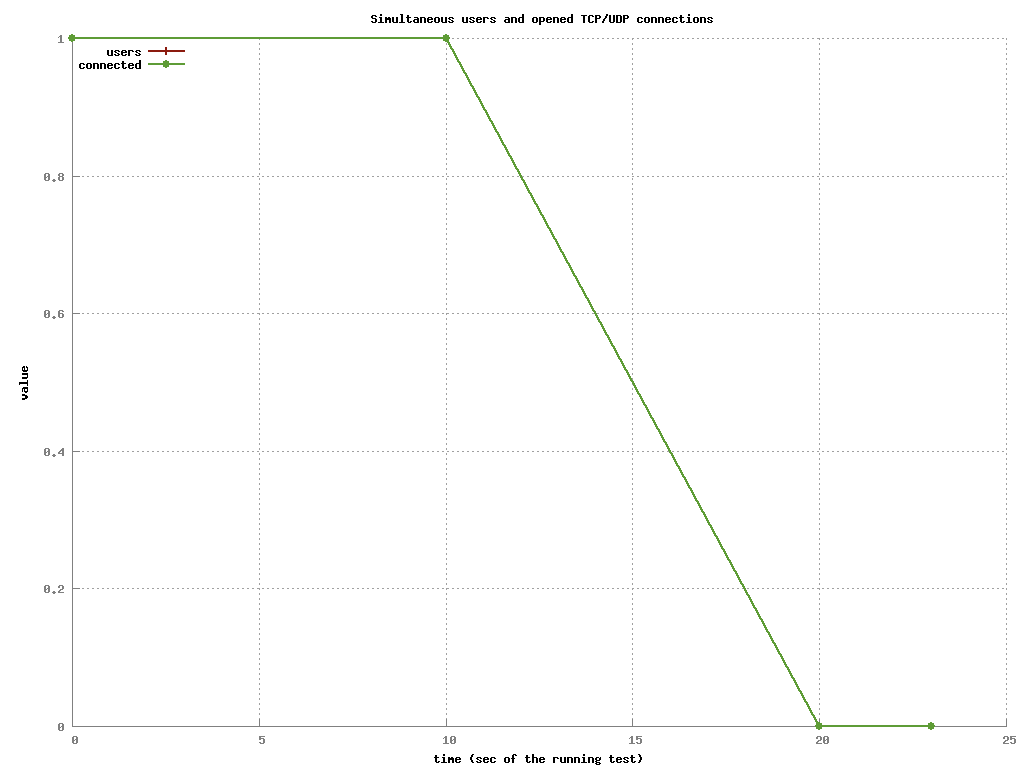 Simultaneous users and opened TCP/UDP connections
1
users
connected
0.8
0.6
value
0.4
0.2
0
0 5 10 15 20 25
time (sec of the running test)